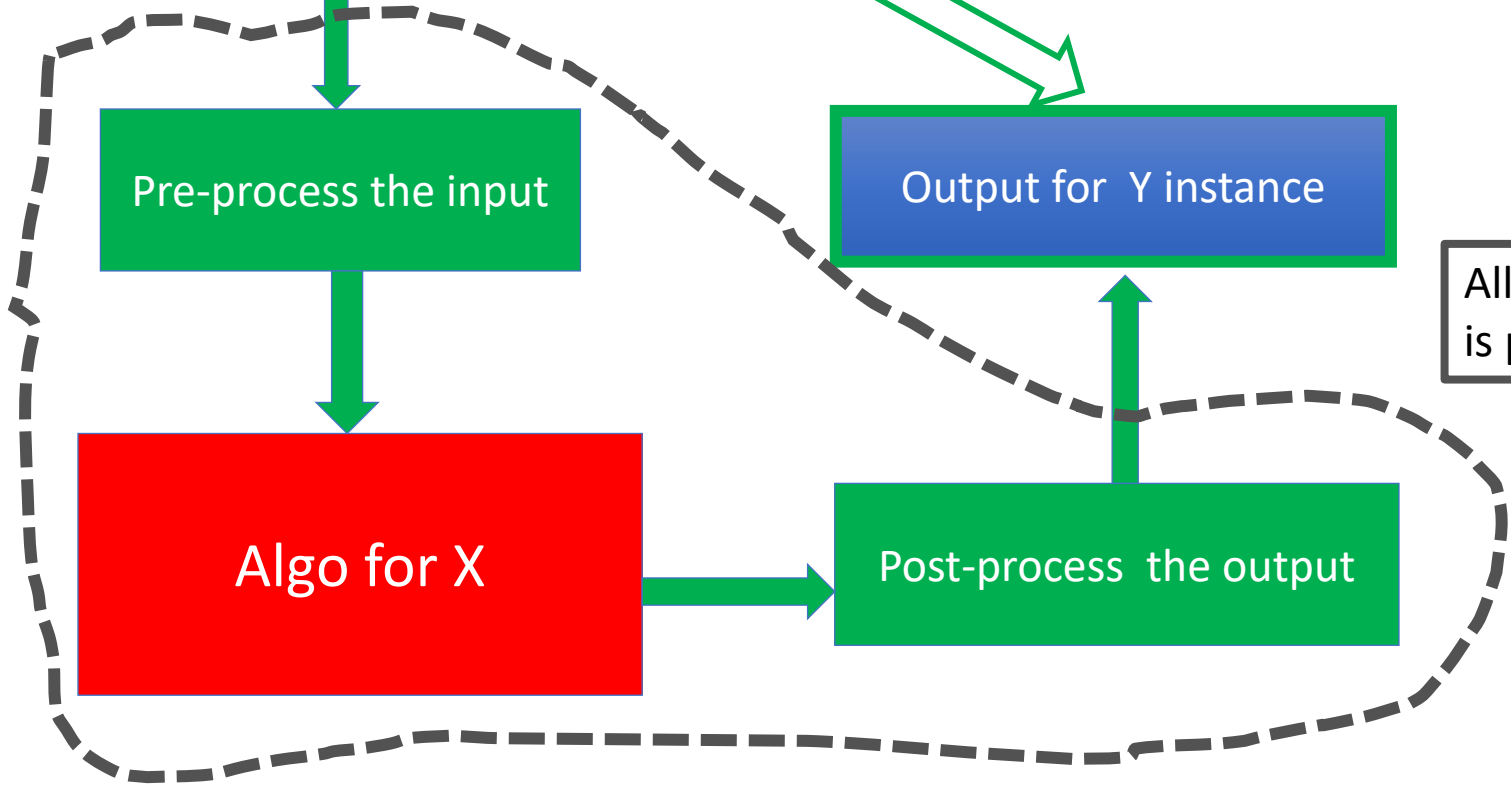 Pre-process the input
Output for Y instance
All
is
Algo for X
Post-process the output